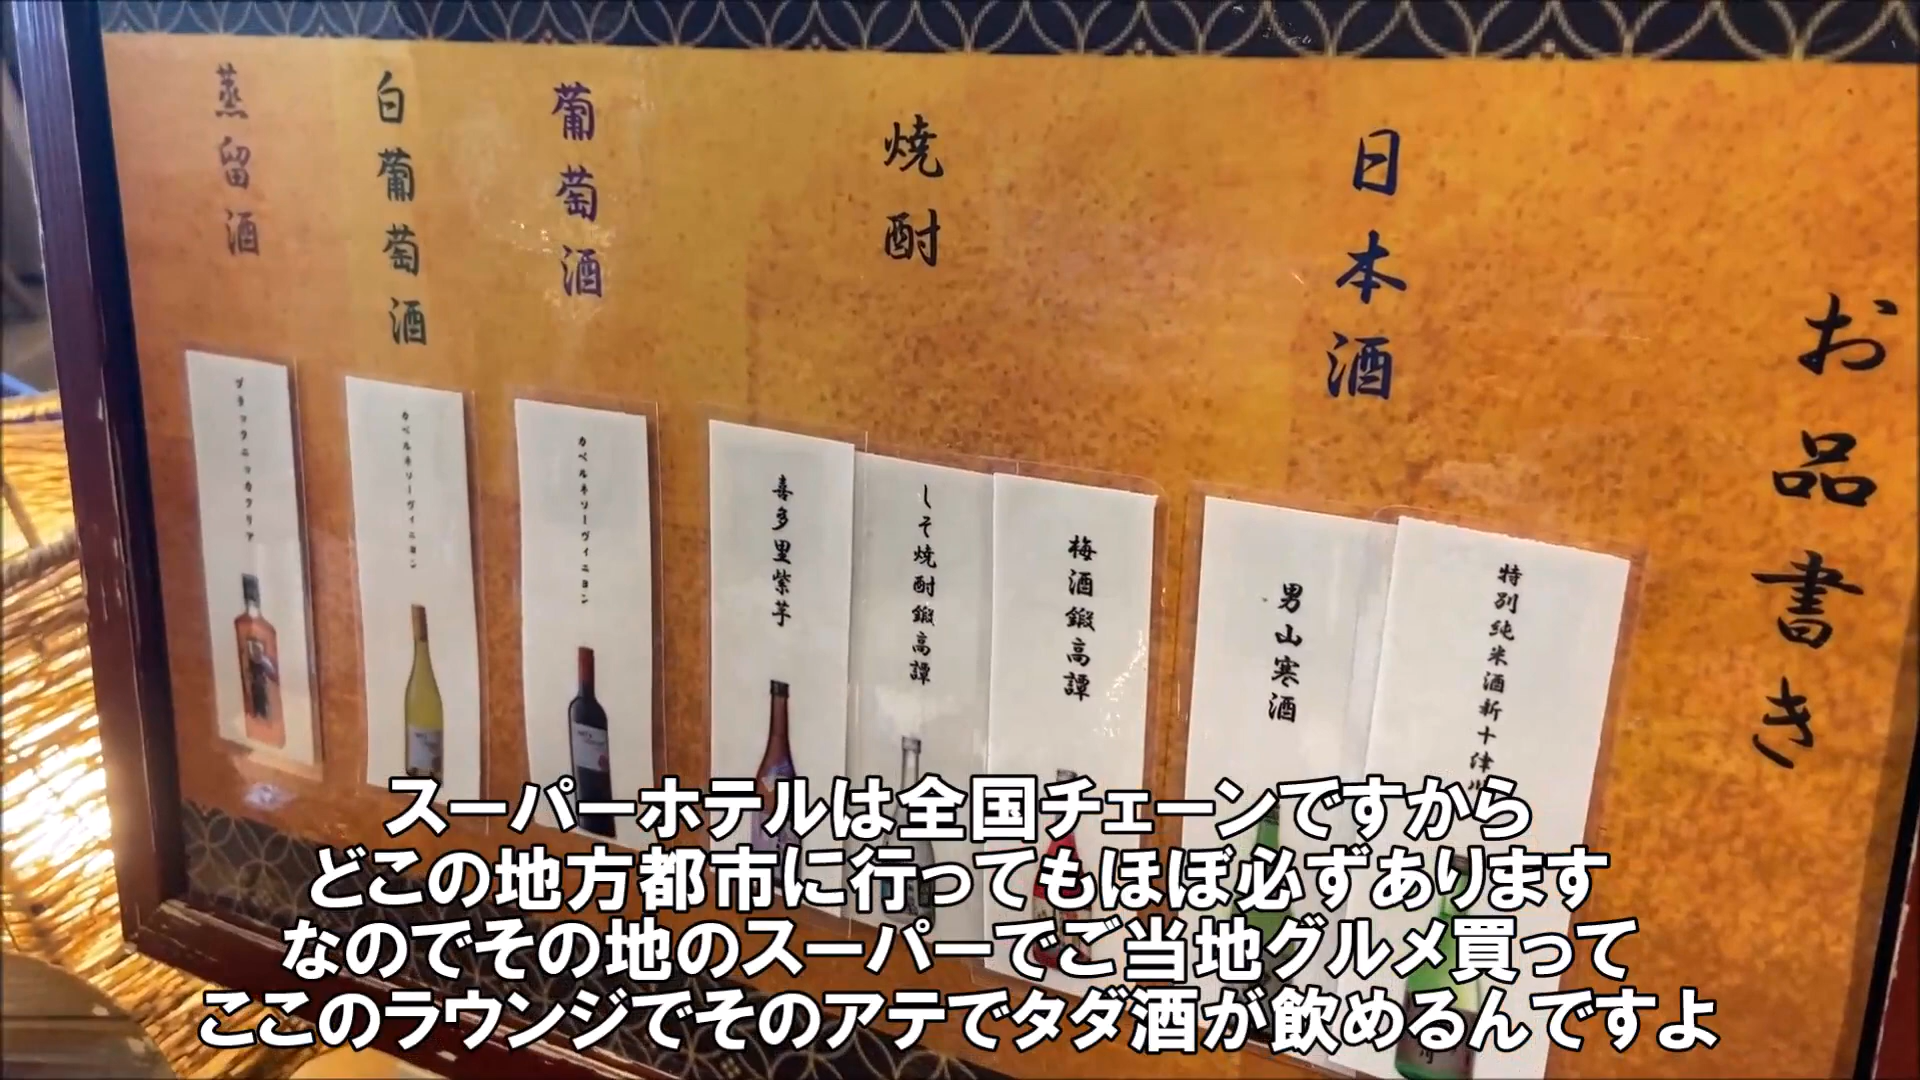 お品書き
日本酒
特別純米酒新十津川
男山寒酒
焼酎
梅酒鍛高譚
しそ焼酎鍛高譚
喜多里紫芋
葡萄酒
カベルネソーヴィニヨン
白葡萄酒
カベルネソーヴィニヨン
蒸留酒
ブラックニッカクリア
スーパーホテルは全国チェーンですから
どこの地方都市に行ってもほぼ必ずあります
なのでその地のスーパーでご当地グルメ買って
ここのラウンジでそのアテでタダ酒が飲めるんですよ